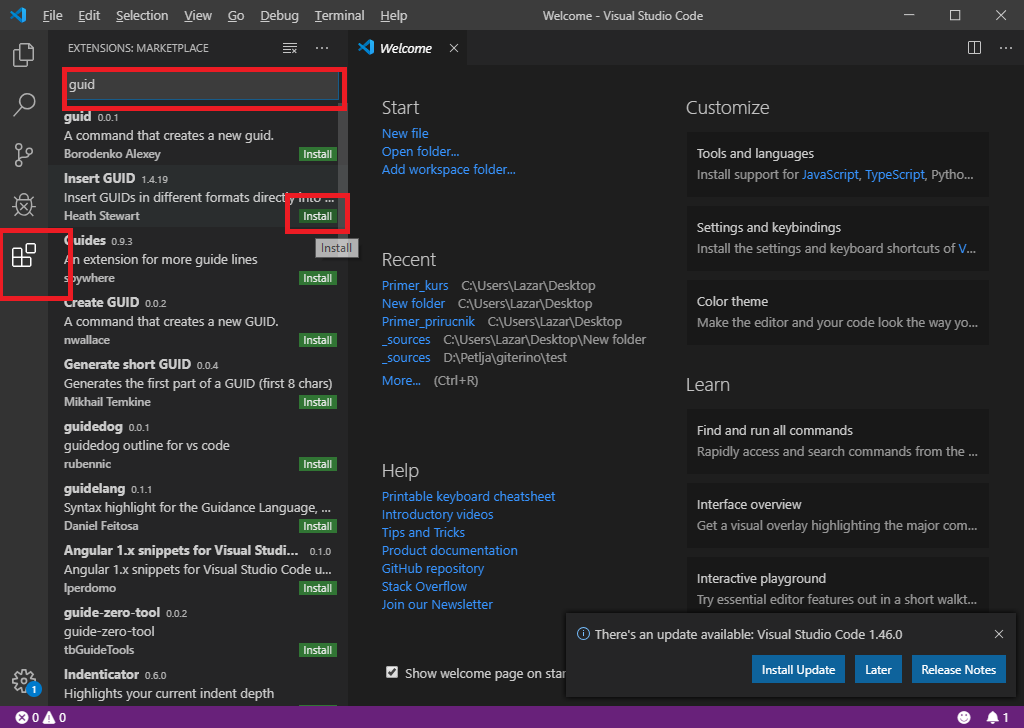 File Edit Selection View Go Debug Terminal Help
Welcome - Visual Studio Code
EXTENSIONS: MARKETPLACE
guid
guid 0.0.1
A command that creates a new guid.
Borodenko Alexey
Install
Insert GUID 1.4.19
Insert GUIDs in different formats directly into ...
Heath Stewart
Install
Install
Guides 0.9.3
An extension for more guide lines
spywhere
Install
Create GUID 0.0.2
A command that creates a new GUID.
nwallace
Install
Generate short GUID 0.0.4
Generates the first part of a GUID (first 8 chars)
Mikhail Temkine
Install
guidedog 0.0.1
guidedog outline for vs code
rubennic
Install
guidelang 0.1.1
Syntax highlight for the Guidance Language, ...
Daniel Feitosa
Install
Angular 1.x snippets for Visual Studi... 0.1.0
Angular 1.x snippets for Visual Studio Code u...
lperdomo
Install
guide-zero-tool 0.0.2
guide-zero-tool
tbGuideTools
Install
Indenticator 0.6.0
Highlights your current indent depth
Welcome
Start
New file
Open folder...
Add workspace folder...
Recent
Primer_kurs C:\Users\Lazar\Desktop
New folder C:\Users\Lazar\Desktop
Primer_prirucnik C:\Users\Lazar\Desktop
_sources C:\Users\Lazar\Desktop\New folder
_sources D:\Petlja\giterino\test
More... (Ctrl+R)
Help
Printable keyboard cheatsheet
Introductory videos
Tips and Tricks
Product documentation
GitHub repository
Stack Overflow
Join our Newsletter
Show welcome page on star
Customize
Tools and languages
Install support for JavaScript, TypeScript, Pytho...
Settings and keybindings
Install the settings and keyboard shortcuts of V...
Color theme
Make the editor and your code look the way yo...
Learn
Find and run all commands
Rapidly access and search commands from the ...
Interface overview
Get a visual overlay highlighting the major com...
Interactive playground
Try essential editor features out in a short walkt...
There's an update available: Visual Studio Code 1.46.0
Install Update
Later
Release Notes
1
0 0
1